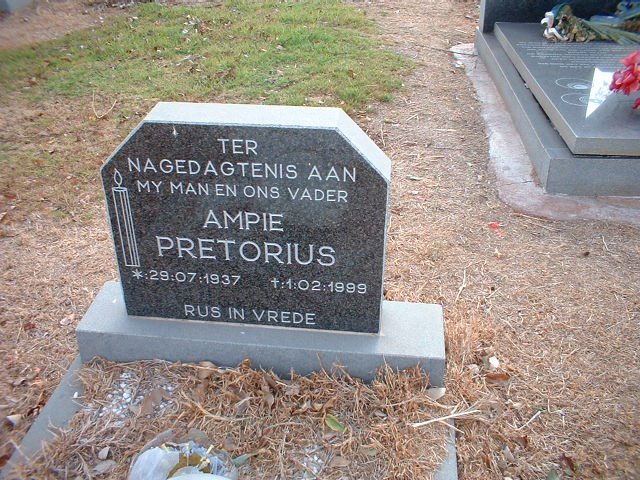 TER
NAGEDAGTENIS AAN
MY MAN EN ONS VADER
AMPIE
PRETORIUS
*:29:07:1937 †:1:02:1999
RUS IN VREDE